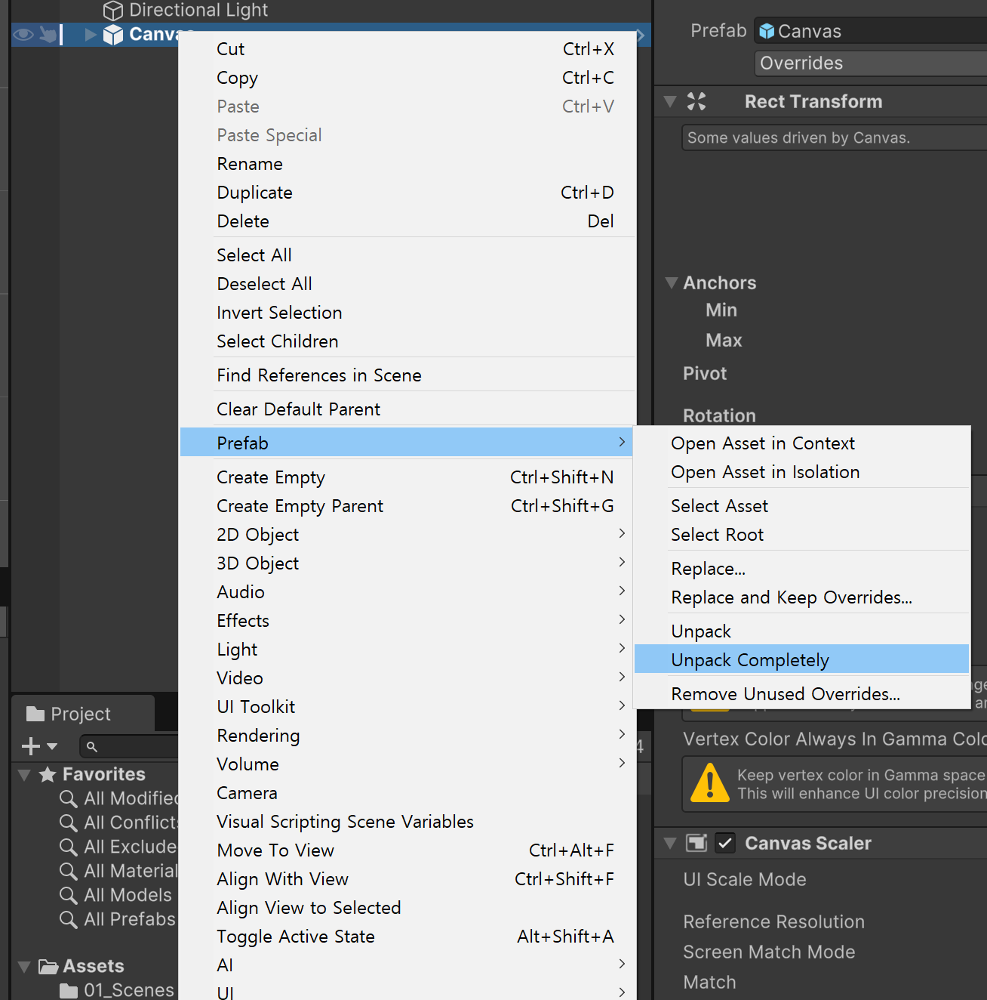 Directional Light
Canvas
Cut Ctrl+X
Copy Ctrl+C
Paste Ctrl+V
Paste Special
Rename
Duplicate Ctrl+D
Delete Del
Select All
Deselect All
Invert Selection
Select Children
Find References in Scene
Clear Default Parent
Prefab
Create Empty Ctrl+Shift+N
Create Empty Parent Ctrl+Shift+G
2D Object
3D Object
Audio
Effects
Light
Video
UI Toolkit
Rendering
Volume
Camera
Visual Scripting Scene Variables
Move To View Ctrl+Alt+F
Align With View Ctrl+Shift+F
Align View to Selected
Toggle Active State Alt+Shift+A
AI
UI
Open Asset in Context
Open Asset in Isolation
Select Asset
Select Root
Replace...
Replace and Keep Overrides...
Unpack
Unpack Completely
Remove Unused Overrides...
Prefab Canvas
Overrides
Rect Transform
Some values driven by Canvas.
Anchors
Min
Max
Pivot
Rotation
Vertex Color Always In Gamma Colo
Keep vertex color in Gamma space
This will enhance UI color precision
Canvas Scaler
UI Scale Mode
Reference Resolution
Screen Match Mode
Match
Project
4
Favorites
All Modified
All Conflicts
All Exclude
All Material
All Models
All Prefabs
Assets
01_Scenes